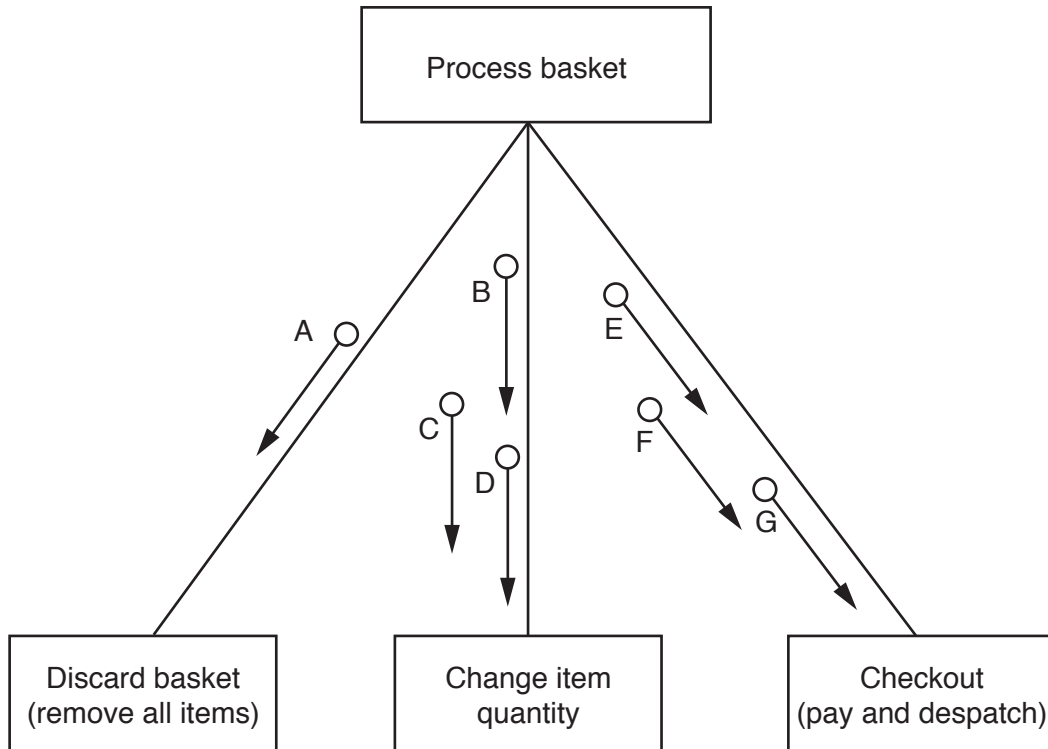 Process basket
A
B
C
D
E
F
G
Discard basket
(remove all items)
Change item
quantity
Checkout
(pay and despatch)